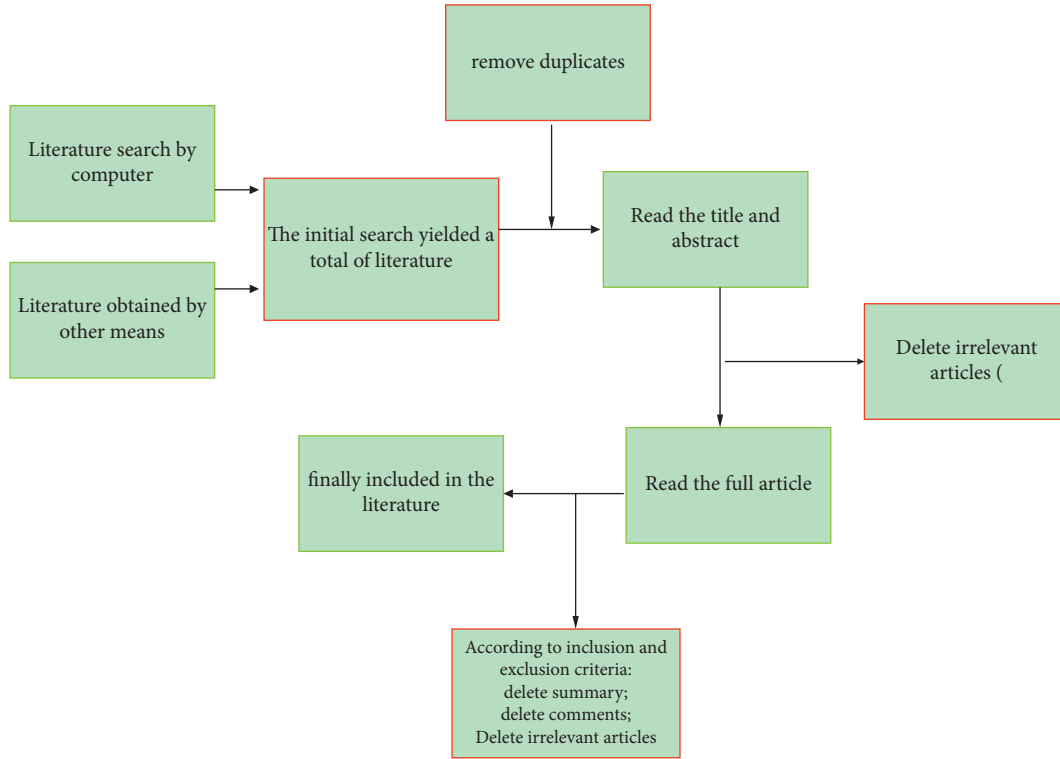 remove duplicates
Literature search by
computer
The initial search yielded a
total of literature
Read the title and
abstract
Literature obtained by
other means
Delete irrelevant
articles (
Read the full article
finally included in the
literature
According to inclusion and
exclusion criteria:
delete summary;
delete comments;
Delete irrelevant articles